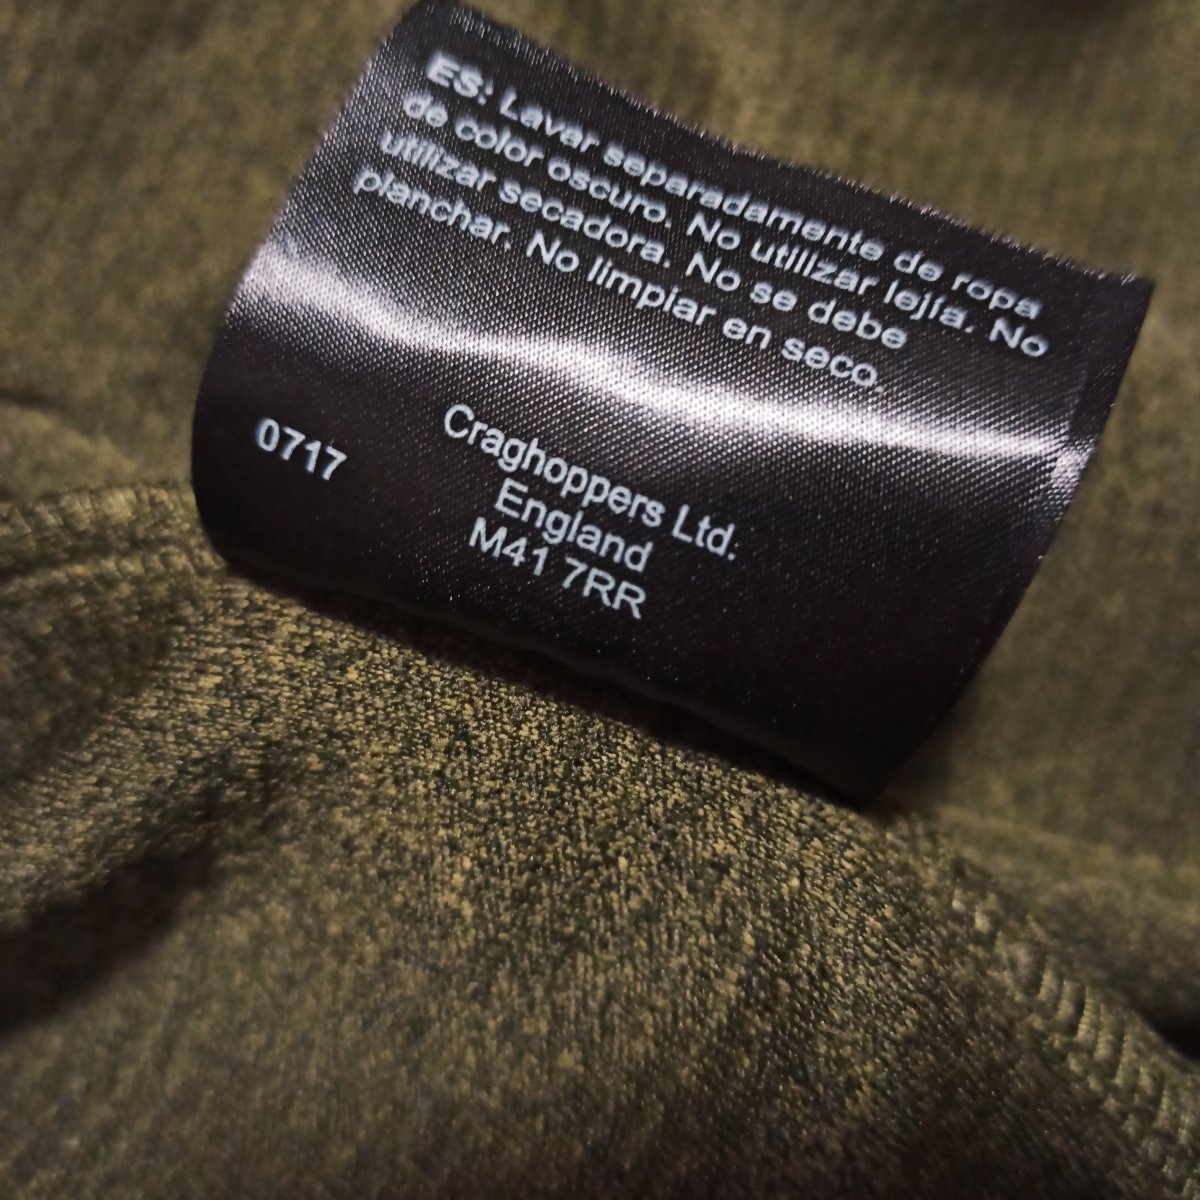 ES: Lavar separadamente de ropa
de color oscuro. No utilizar lejía. No
utilizar secadora. No se debe
planchar. No limpiar en seco.
0717
Craghoppers Ltd.
England
M41 7RR